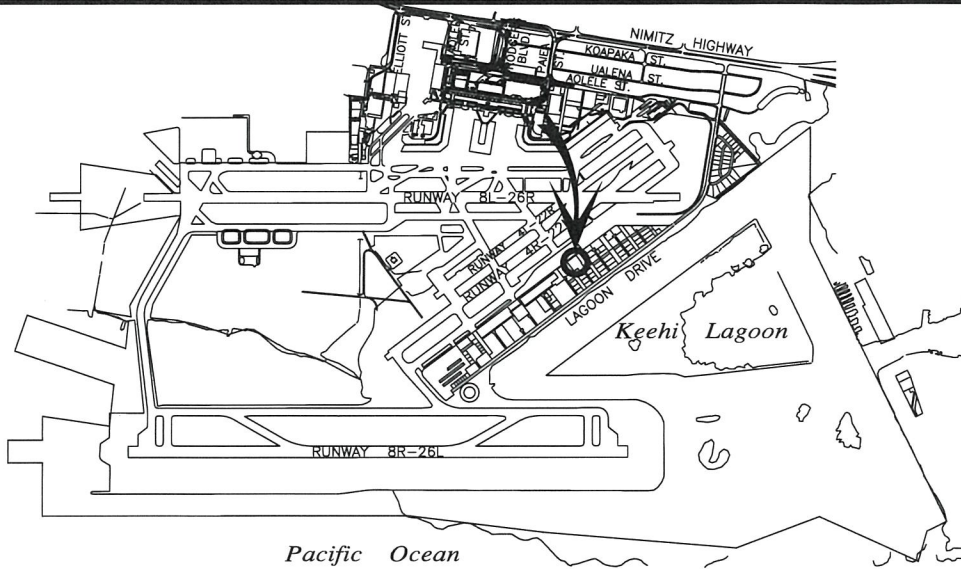 NIMITZ HIGHWAY
ELLIOTT ST.
RODGERS BLVD
PAIEA ST.
KOAPAKA ST.
UALENA ST.
AOLELE ST.
RUNWAY 8L-26R
RUNWAY 4L
RUNWAY 4R
LAGOON DRIVE
Keehi Lagoon
RUNWAY 8R-26L
Pacific Ocean